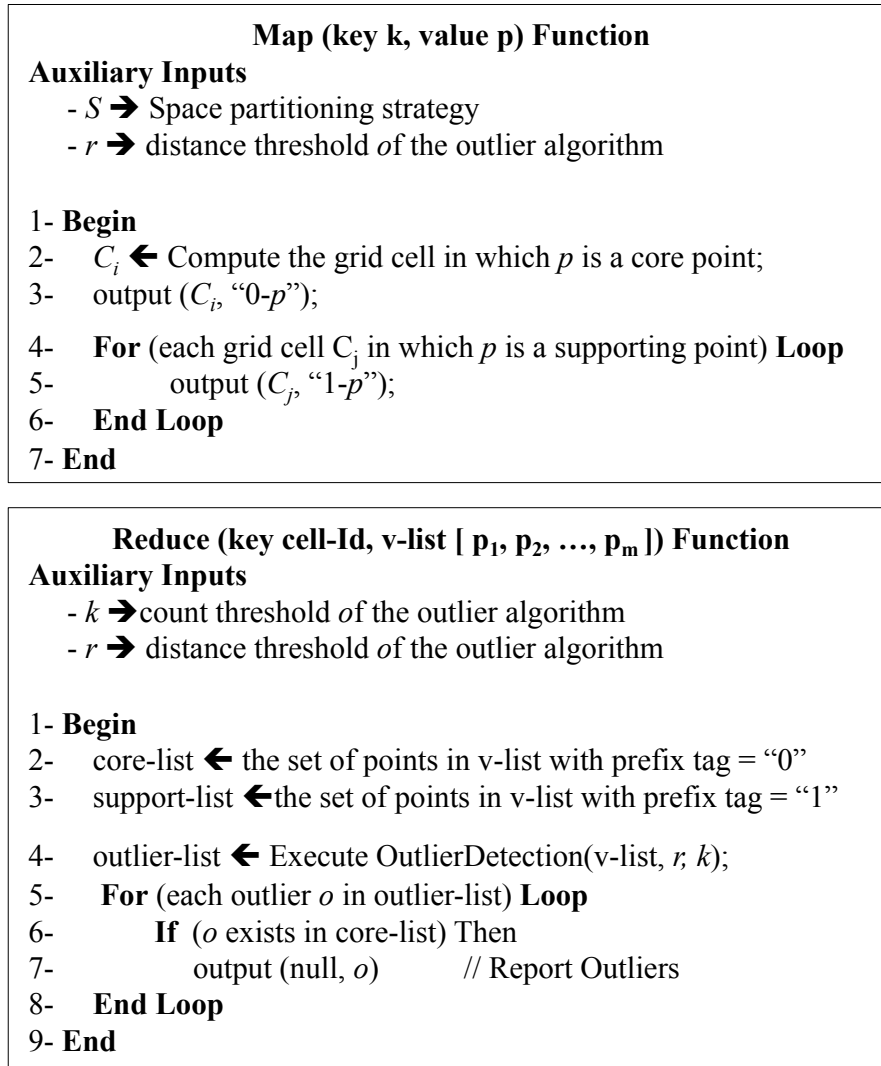 Map (key k, value p) Function
Auxiliary Inputs
- S ➔ Space partitioning strategy
- r ➔ distance threshold of the outlier algorithm
1- Begin
2- Ci 🡸 Compute the grid cell in which p is a core point;
3- output (Ci, “0-p”);
4- For (each grid cell Cj in which p is a supporting point) Loop
5- output (Cj, “1-p”);
6- End Loop
7- End
Reduce (key cell-Id, v-list [ p1, p2, …, pm ]) Function
Auxiliary Inputs
- k ➔count threshold of the outlier algorithm
- r ➔ distance threshold of the outlier algorithm
1- Begin
2- core-list 🡸 the set of points in v-list with prefix tag = “0”
3- support-list 🡸the set of points in v-list with prefix tag = “1”
4- outlier-list 🡸 Execute OutlierDetection(v-list, r, k);
5- For (each outlier o in outlier-list) Loop
6- If (o exists in core-list) Then
7- output (null, o) // Report Outliers
8- End Loop
9- End